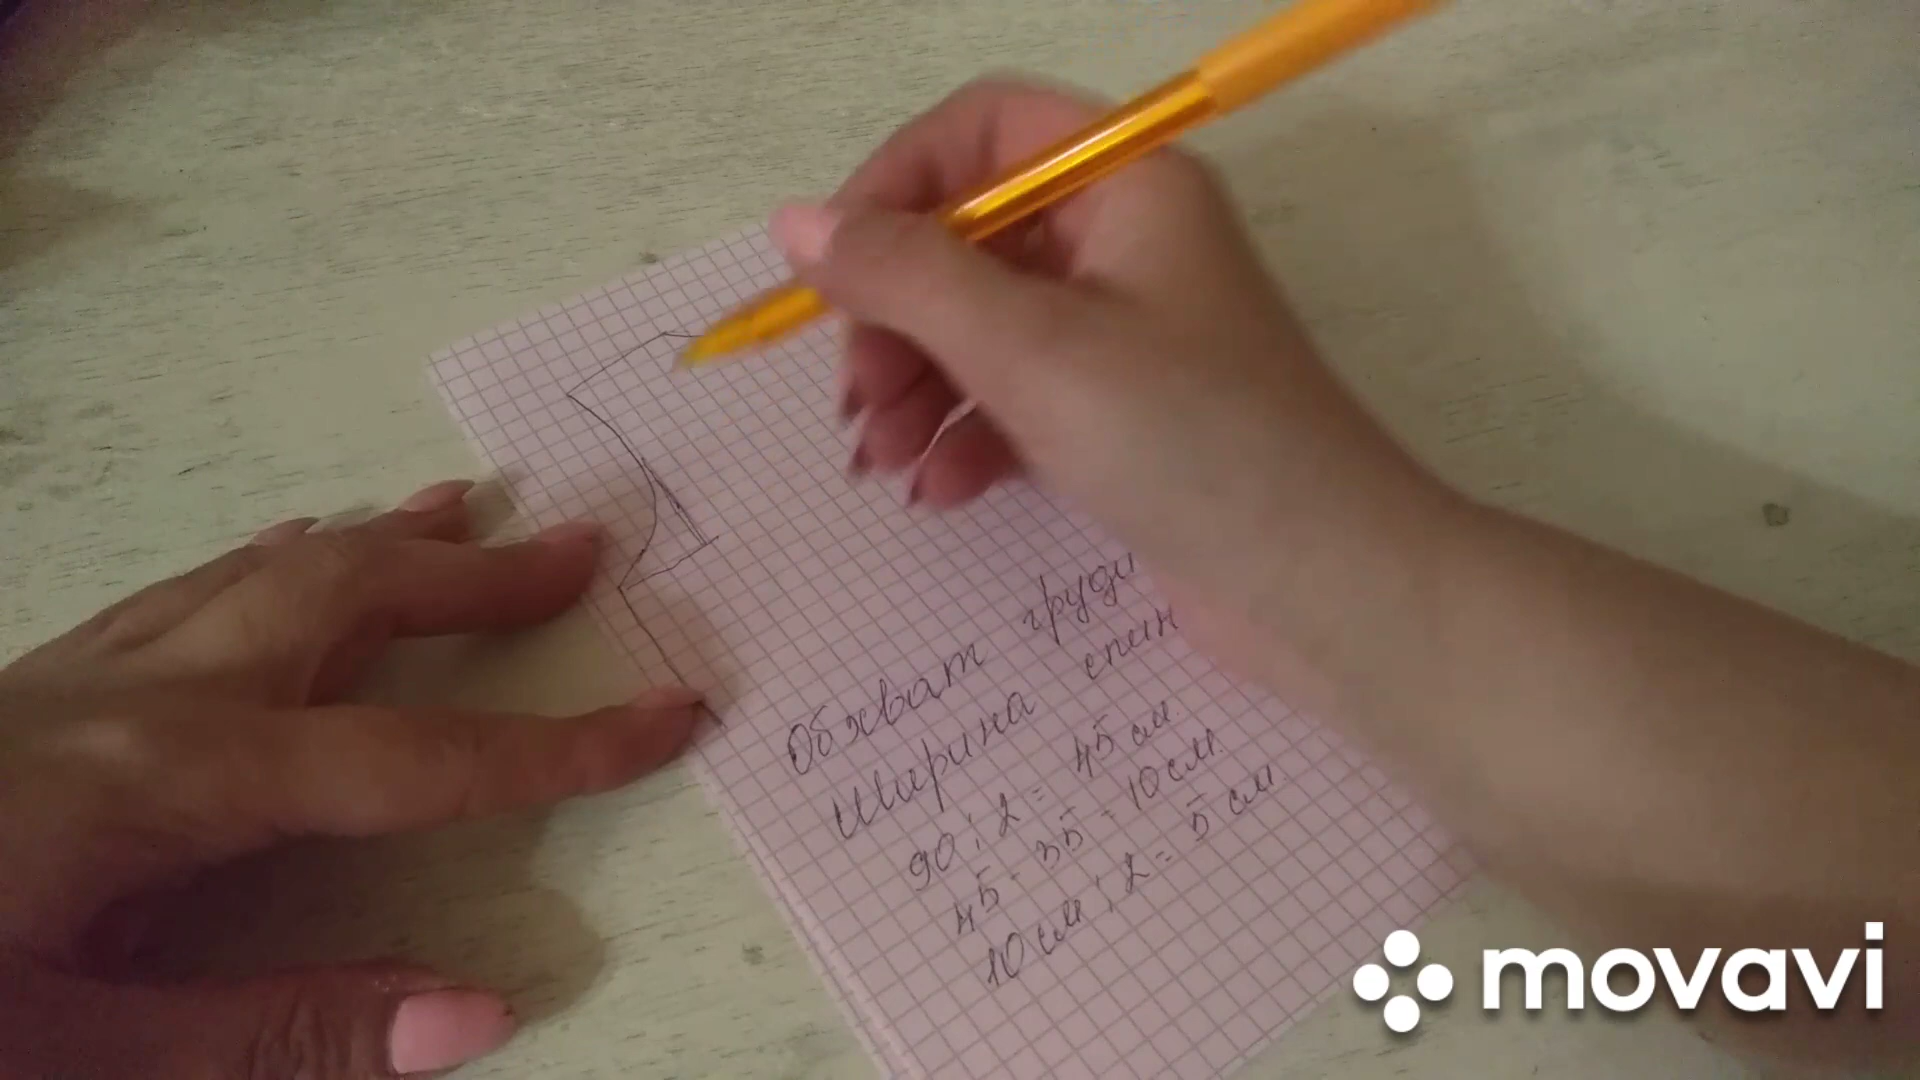 Обхват груди
Ширина спин
90 : 2 = 45 см.
45 - 35 = 10 см.
10 см : 2 = 5 см.
movavi